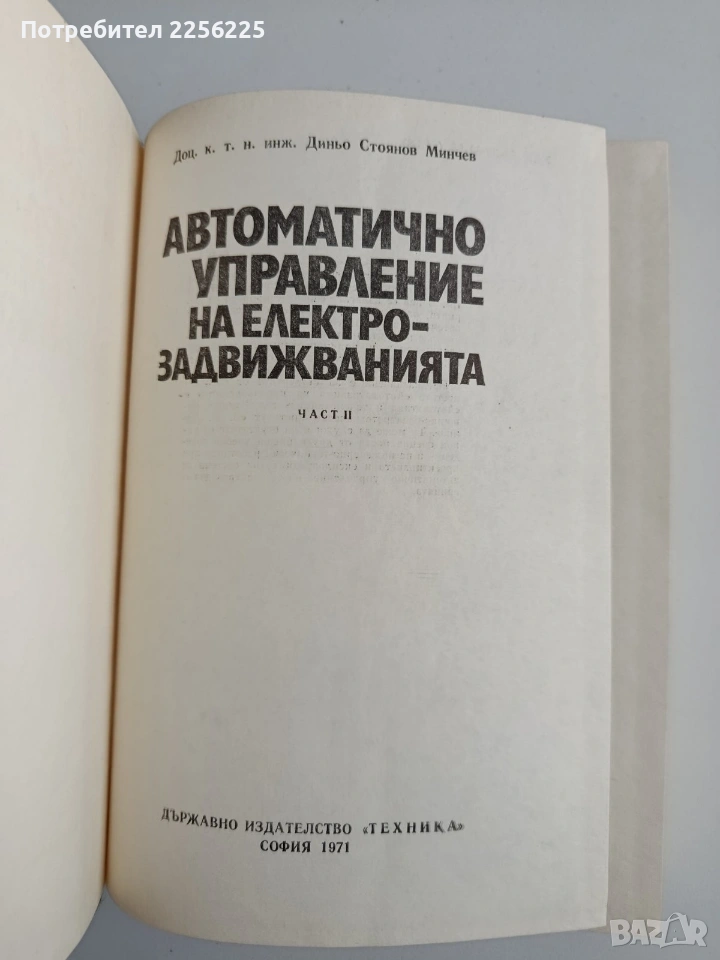 Потребител 2256225
Доц. к. т. н. инж. Диньо Стоянов Минчев
АВТОМАТИЧНО
УПРАВЛЕНИЕ
НА ЕЛЕКТРО-
ЗАДВИЖВАНИЯТА
ЧАСТ II
ДЪРЖАВНО ИЗДАТЕЛСТВО «ТЕХНИКА»
СОФИЯ 1971
BAZAR